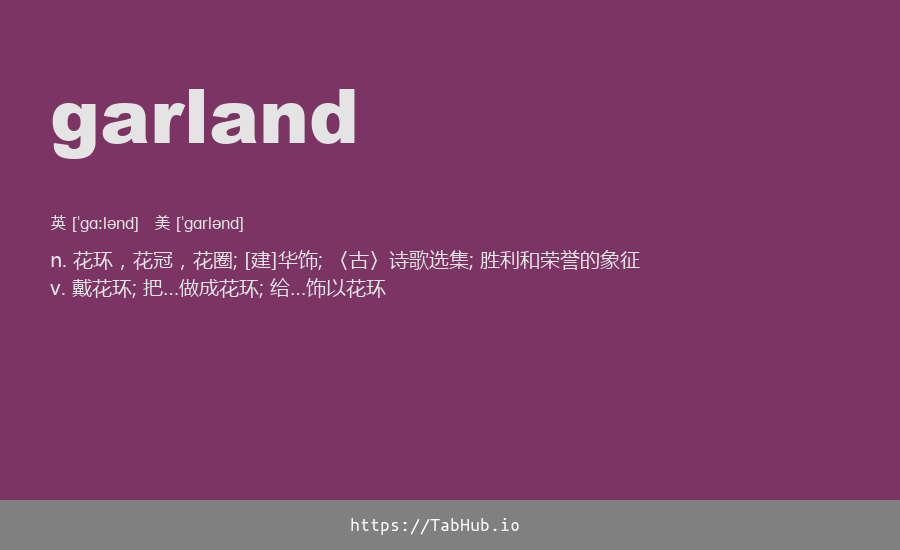 garland
英 [ˈɡɑːlənd]　美 [ˈɡɑrlənd]
n. 花环，花冠，花圈; [建]华饰; 〈古〉诗歌选集; 胜利和荣誉的象征
v. 戴花环; 把…做成花环; 给…饰以花环
https://TabHub.io